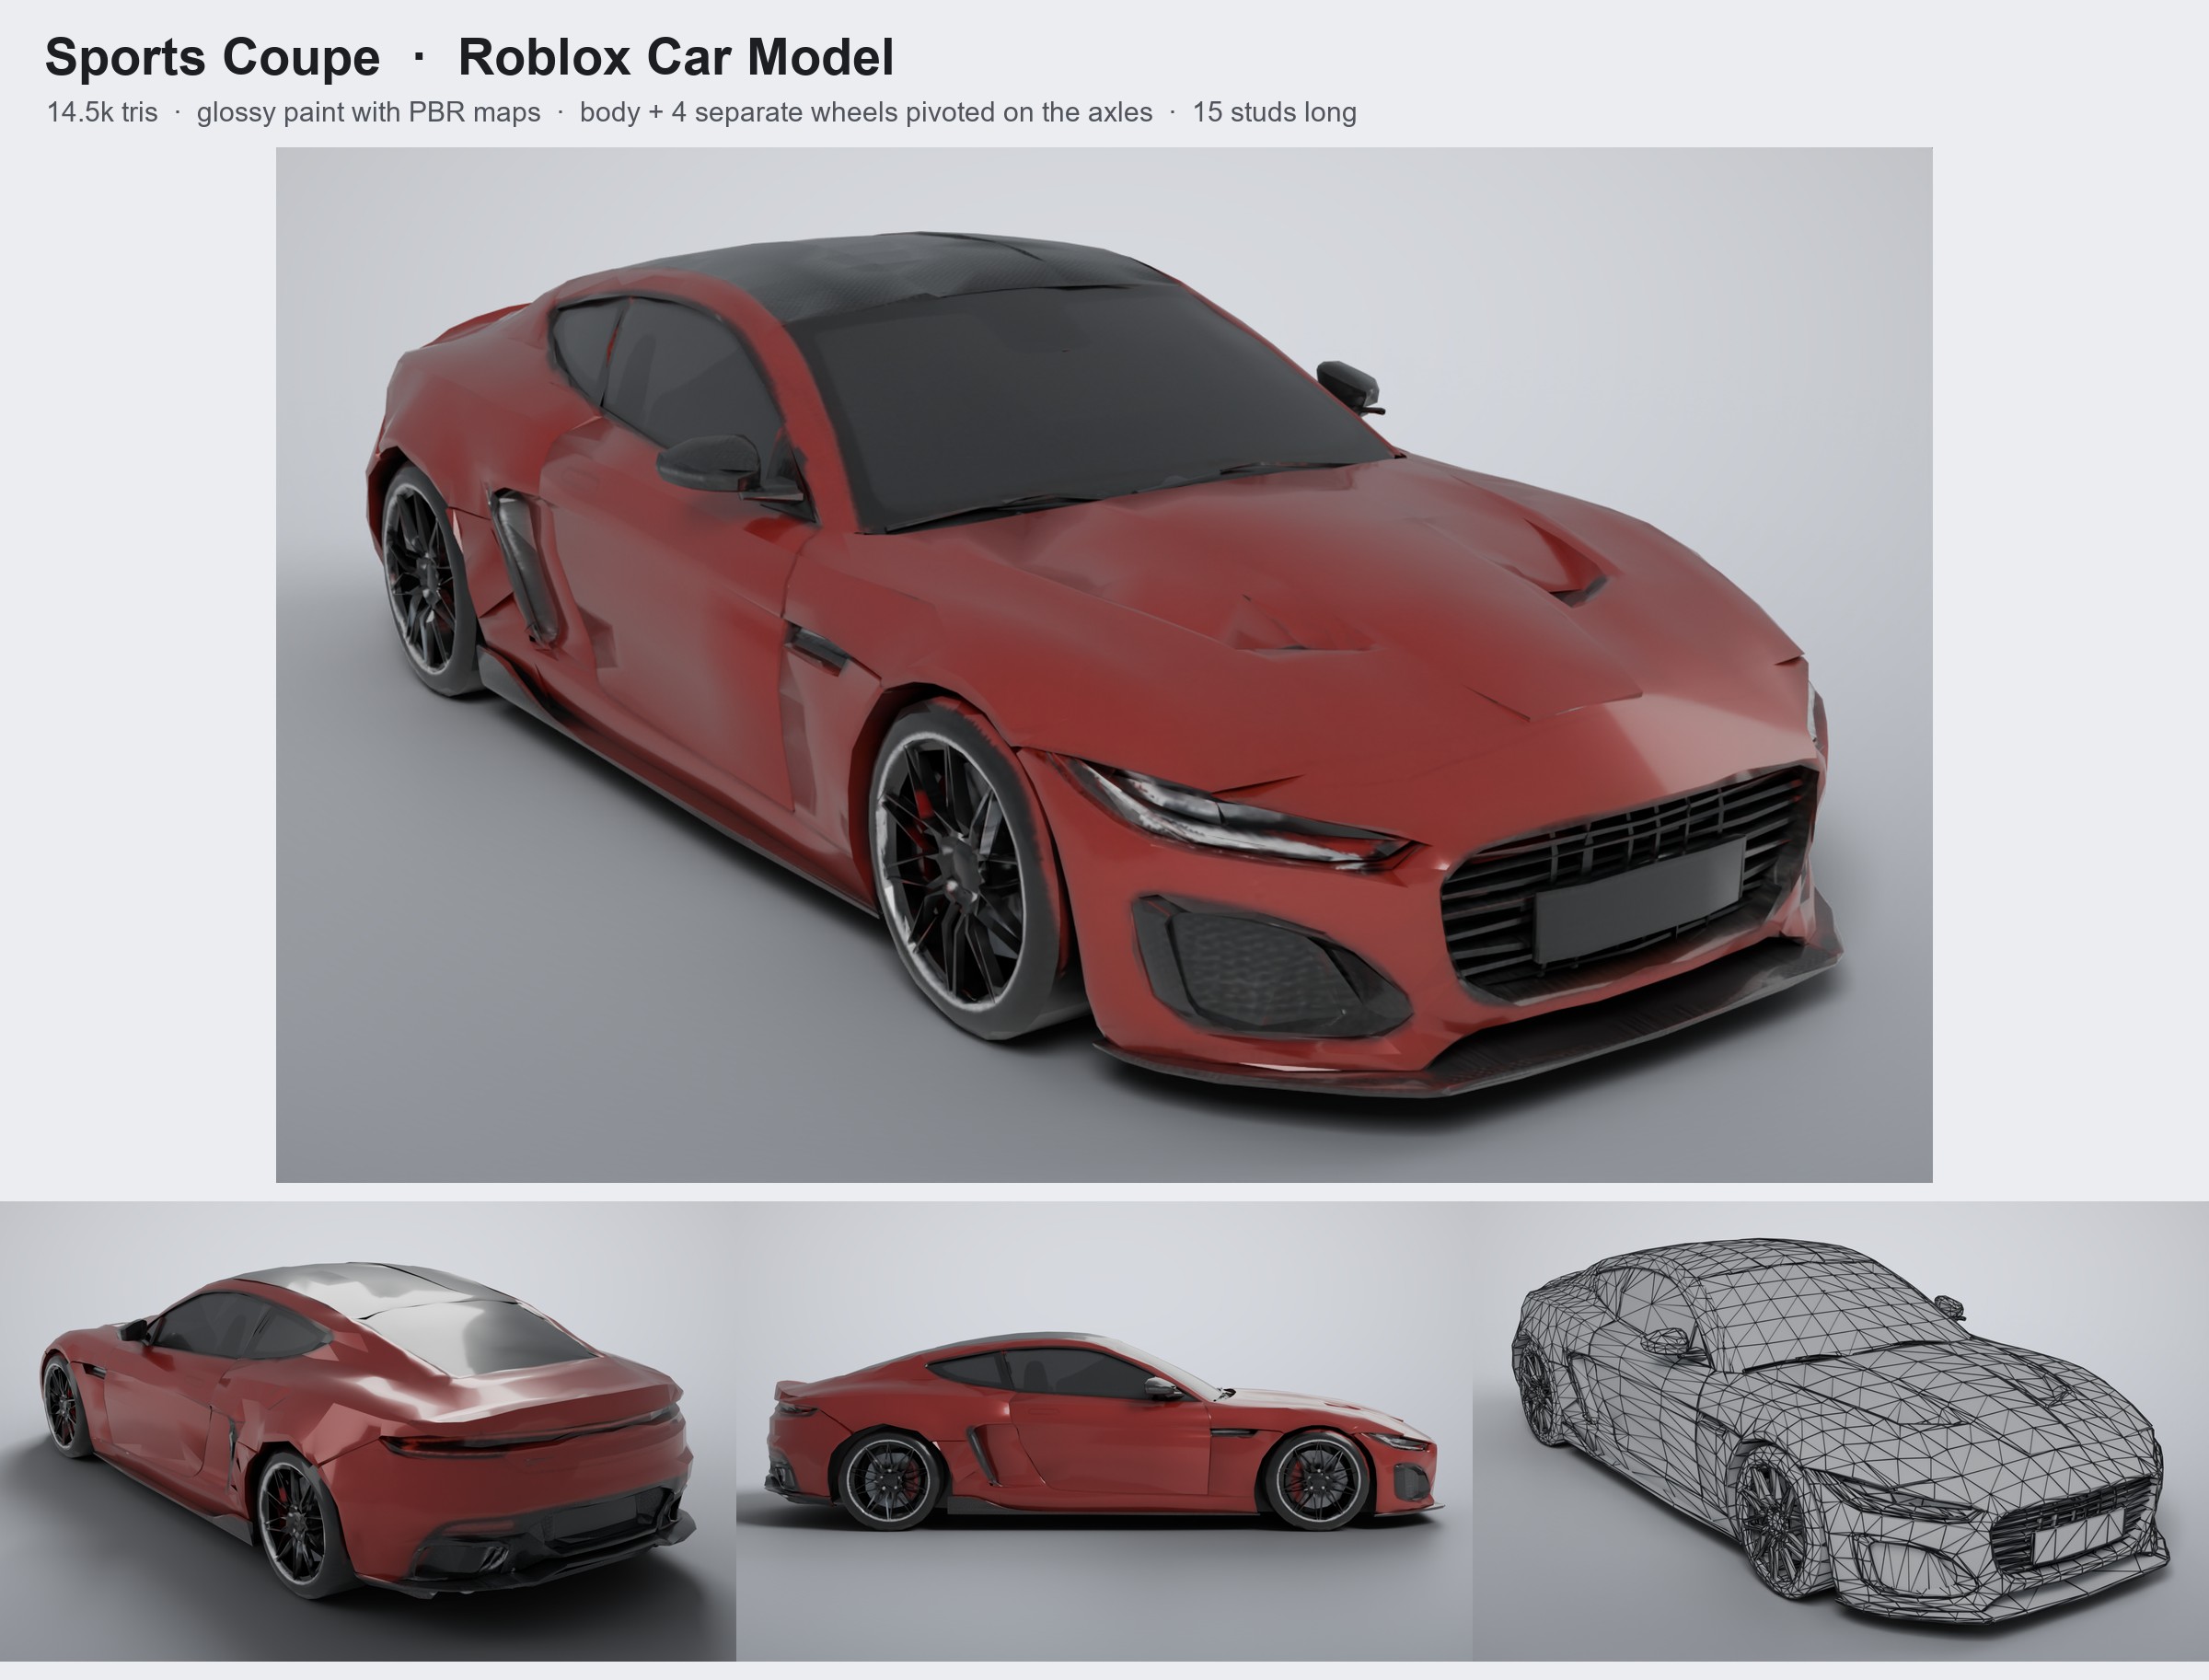 Sports Coupe · Roblox Car Model
14.5k tris · glossy paint with PBR maps · body + 4 separate wheels pivoted on the axles · 15 studs long